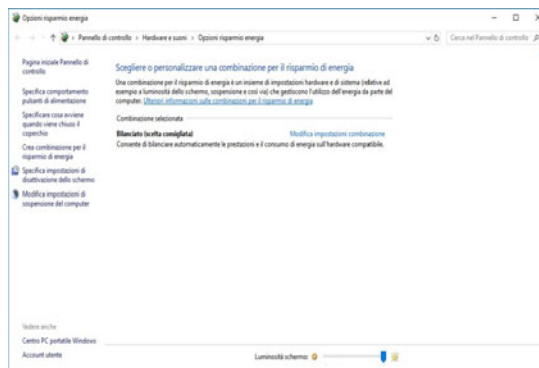 Opzioni risparmio energia
Pannello di controllo › Hardware e suoni › Opzioni risparmio energia
Cerca nel Pannello di controllo
Pagina iniziale Pannello di
controllo
Specifica comportamento
pulsanti di alimentazione
Specificare cosa avviene
quando viene chiuso il
coperchio
Crea combinazione per il
risparmio di energia
Specifica impostazioni di
disattivazione dello schermo
Modifica impostazioni di
sospensione del computer
Scegliere o personalizzare una combinazione per il risparmio di energia
Una combinazione per il risparmio di energia è un insieme di impostazioni hardware e di sistema (relative ad
esempio a luminosità dello schermo, sospensione e così via) che gestiscono l'utilizzo dell'energia da parte del
computer. Ulteriori informazioni sulle combinazioni per il risparmio di energia
Combinazione selezionata
Bilanciato (scelta consigliata) Modifica impostazioni combinazione
Consente di bilanciare automaticamente le prestazioni e il consumo di energia sull'hardware compatibile.
Vedere anche
Centro PC portatile Windows
Account utente
Luminosità schermo: